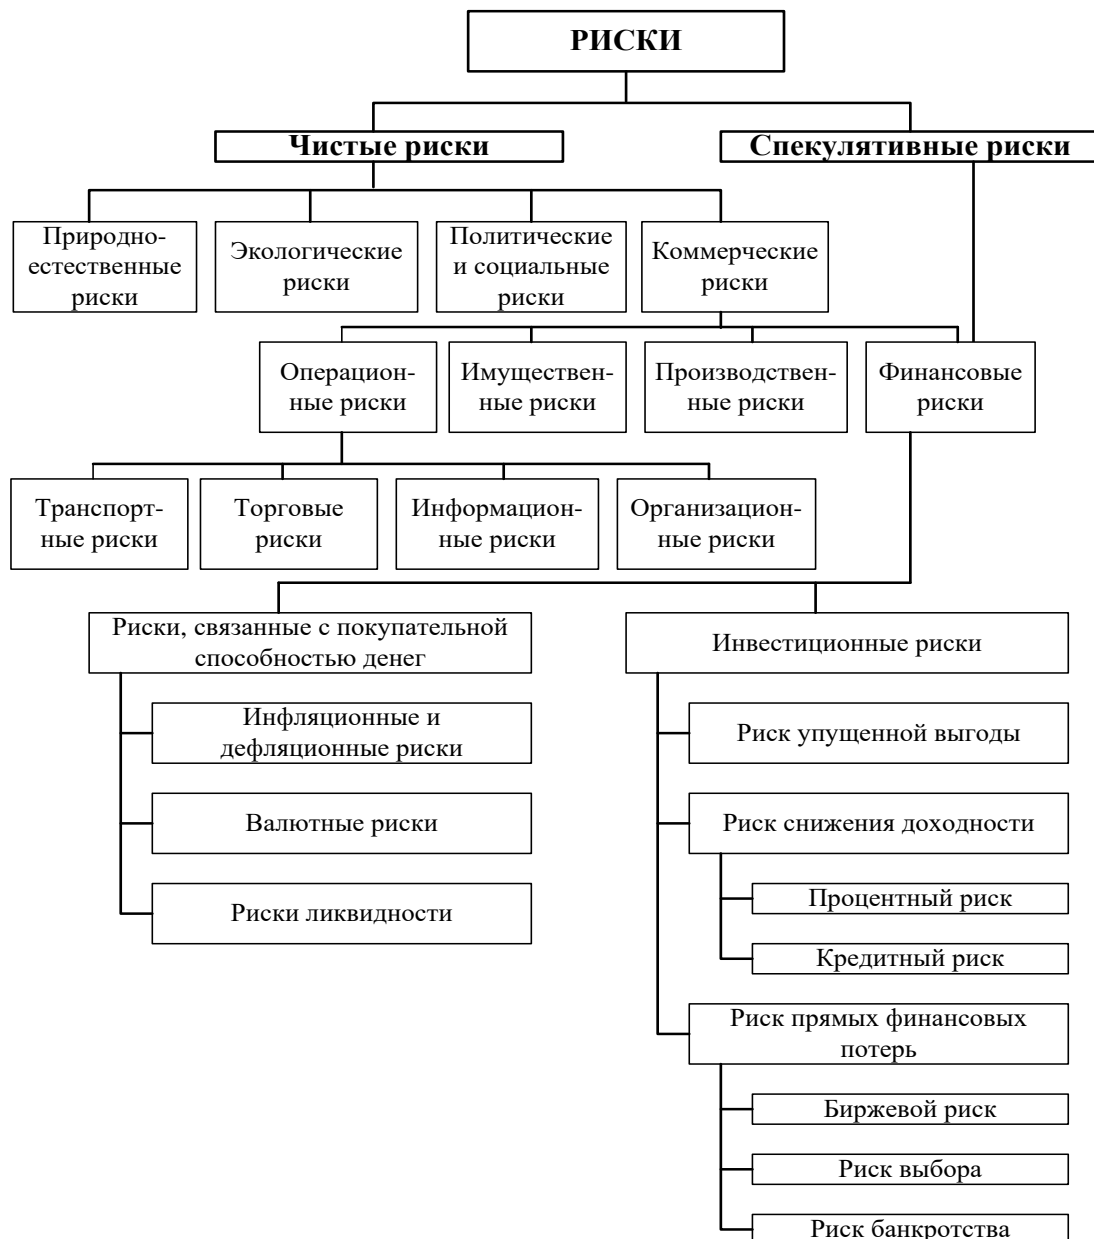 РИСКИ
Чистые риски
Спекулятивные риски
Природно-
естественные
риски
Экологические
риски
Политические
и социальные
риски
Коммерческие
риски
Операцион-
ные риски
Имуществен-
ные риски
Производствен-
ные риски
Финансовые
риски
Транспорт-
ные риски
Торговые
риски
Информацион-
ные риски
Организацион-
ные риски
Риски, связанные с покупательной
способностью денег
Инвестиционные риски
Инфляционные и
дефляционные риски
Риск упущенной выгоды
Валютные риски
Риск снижения доходности
Риски ликвидности
Процентный риск
Кредитный риск
Риск прямых финансовых
потерь
Биржевой риск
Риск выбора
Риск банкротства